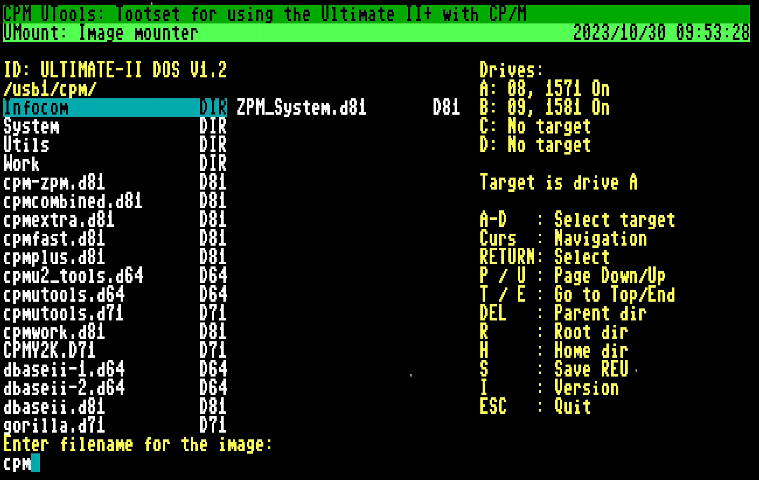 CPM UTools: Tootset for using the Ultimate II+ with CP/M
UMount: Image mounter 2023/10/30 09:53:28
ID: ULTIMATE-II DOS V1.2
/usb1/cpm/
Infocom DIR ZPM_System.d81 D81
System DIR
Utils DIR
Work DIR
cpm-zpm.d81 D81
cpmcombined.d81 D81
cpmextra.d81 D81
cpmfast.d81 D81
cpmplus.d81 D81
cpmu2_tools.d64 D64
cpmutools.d64 D64
cpmutools.d71 D71
cpmwork.d81 D81
CPMY2K.D71 D71
dbaseii-1.d64 D64
dbaseii-2.d64 D64
dbaseii.d81 D81
gorilla.d71 D71
Enter filename for the image:
cpm
Drives:
A: 08, 1571 On
B: 09, 1581 On
C: No target
D: No target
Target is drive A
A-D : Select target
Curs : Navigation
RETURN: Select
P / U : Page Down/Up
T / E : Go to Top/End
DEL : Parent dir
R : Root dir
H : Home dir
S : Save REU
I : Version
ESC : Quit